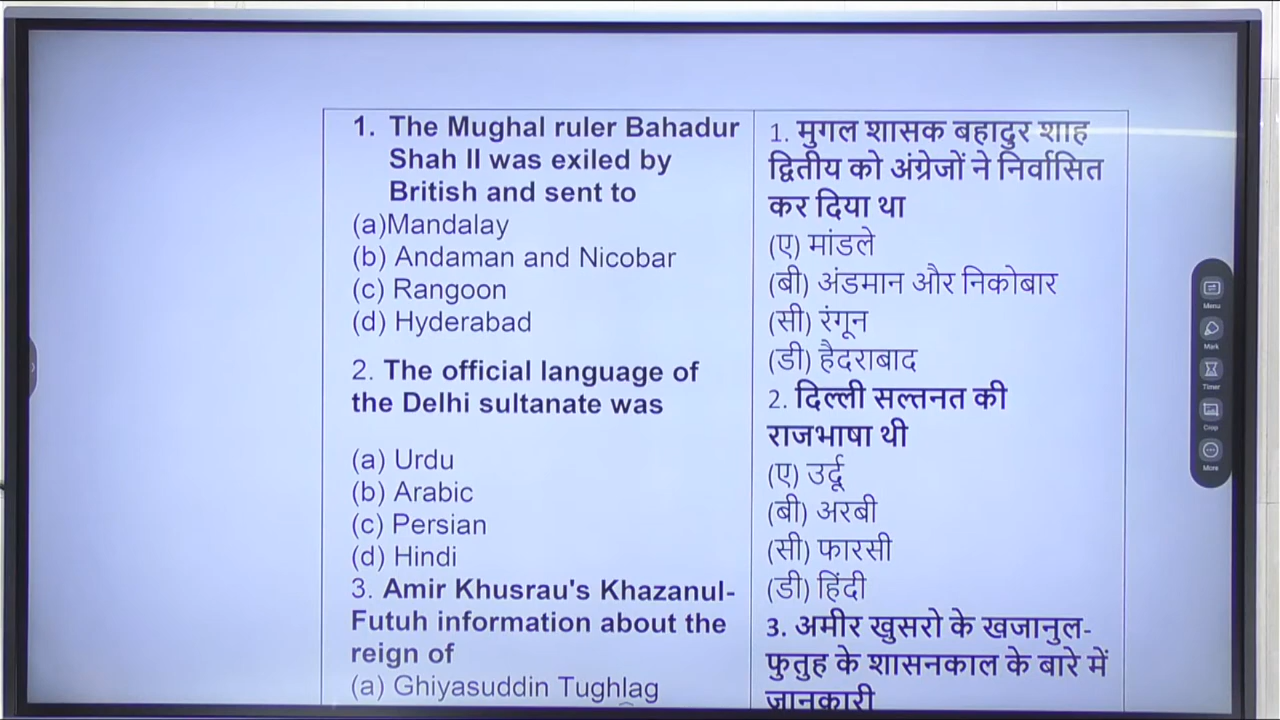 1. The Mughal ruler Bahadur
Shah II was exiled by
British and sent to
(a)Mandalay
(b) Andaman and Nicobar
(c) Rangoon
(d) Hyderabad
2. The official language of
the Delhi sultanate was
(a) Urdu
(b) Arabic
(c) Persian
(d) Hindi
3. Amir Khusrau's Khazanul-
Futuh information about the
reign of
(a) Ghiyasuddin Tughlag
1. मुगल शासक बहादुर शाह
द्वितीय को अंग्रेजों ने निर्वासित
कर दिया था
(ए) मांडले
(बी) अंडमान और निकोबार
(सी) रंगून
(डी) हैदराबाद
2. दिल्ली सल्तनत की
राजभाषा थी
(ए) उर्दू
(बी) अरबी
(सी) फारसी
(डी) हिंदी
3. अमीर खुसरो के खजानुल-
फुतुह के शासनकाल के बारे में
जानकारी
Menu
Mark
Timer
Crop
More